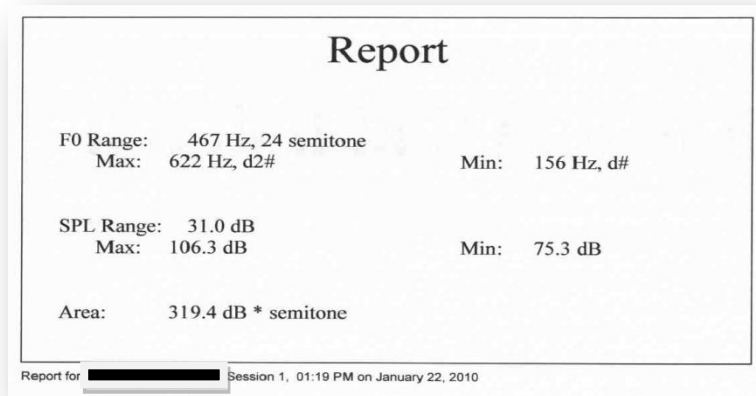 Report
F0 Range: 467 Hz, 24 semitone
Max: 622 Hz, d2# Min: 156 Hz, d#
SPL Range: 31.0 dB
Max: 106.3 dB Min: 75.3 dB
Area: 319.4 dB * semitone
Report for Session 1, 01:19 PM on January 22, 2010